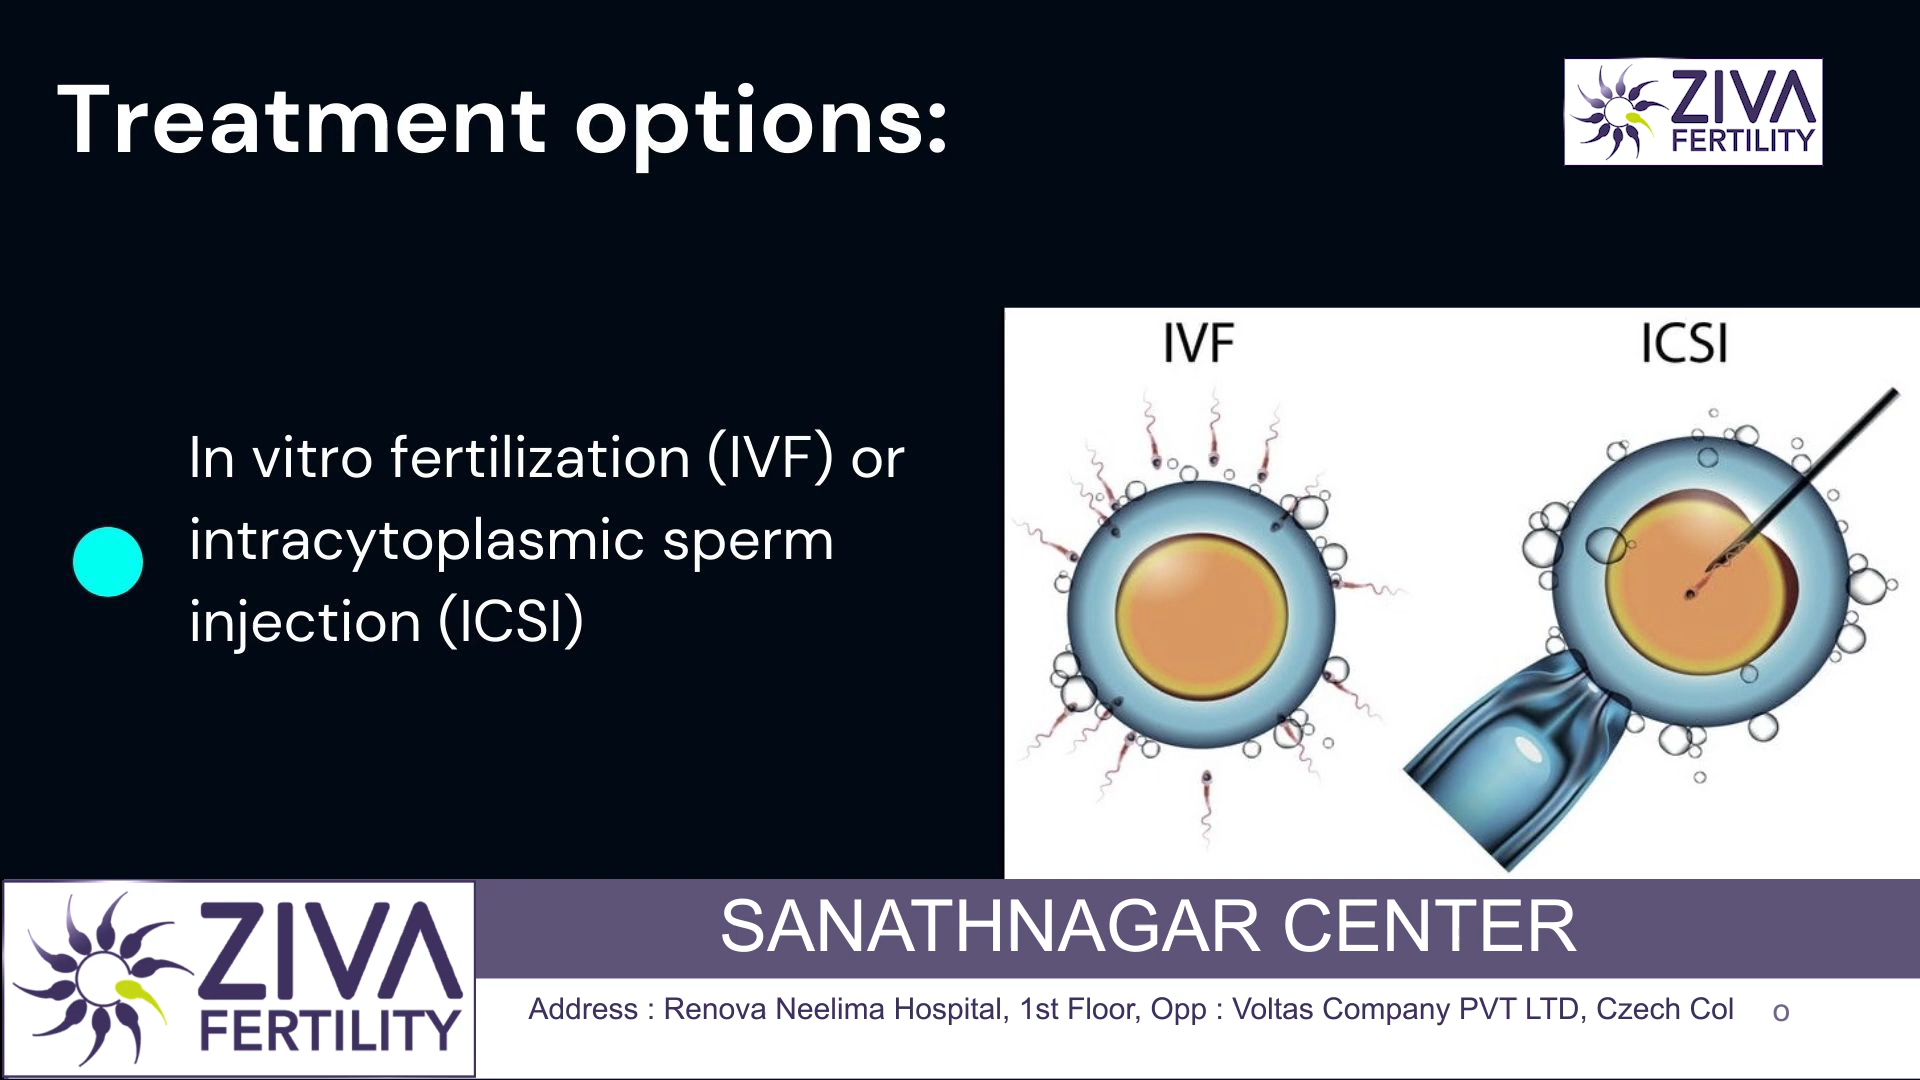 Treatment options:
ZIVA
FERTILITY
IVF
ICSI
In vitro fertilization (IVF) or
intracytoplasmic sperm
injection (ICSI)
ZIVA
FERTILITY
SANATHNAGAR CENTER
Address : Renova Neelima Hospital, 1st Floor, Opp : Voltas Company PVT LTD, Czech Col o